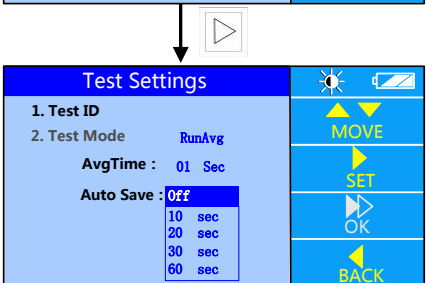 Test Settings
1. Test ID
2. Test Mode RunAvg
AvgTime : 01 Sec
Auto Save : Off
10 sec
20 sec
30 sec
60 sec
MOVE
SET
OK
BACK